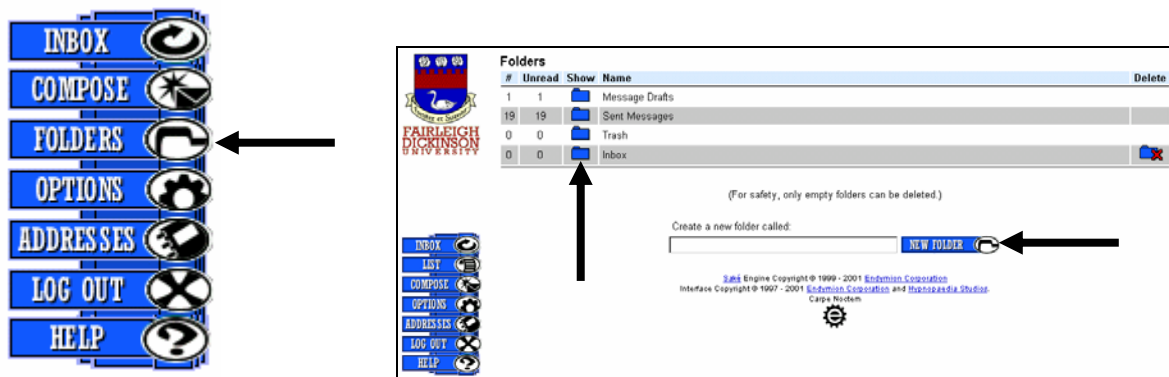 INBOX
COMPOSE
FOLDERS
OPTIONS
ADDRESSES
LOG OUT
HELP
FAIRLEIGH
DICKINSON
UNIVERSITY
Folders
# Unread Show Name Delete
1 1 Message Drafts
19 19 Sent Messages
0 0 Trash
0 0 Inbox
(For safety, only empty folders can be deleted.)
Create a new folder called:
NEW FOLDER
Saké Engine Copyright © 1999 - 2001 Endymion Corporation
Interface Copyright © 1997 - 2001 Endymion Corporation and Hypnopaedia Studios.
Carpe Noctem
INBOX
LIST
COMPOSE
OPTIONS
ADDRESSES
LOG OUT
HELP